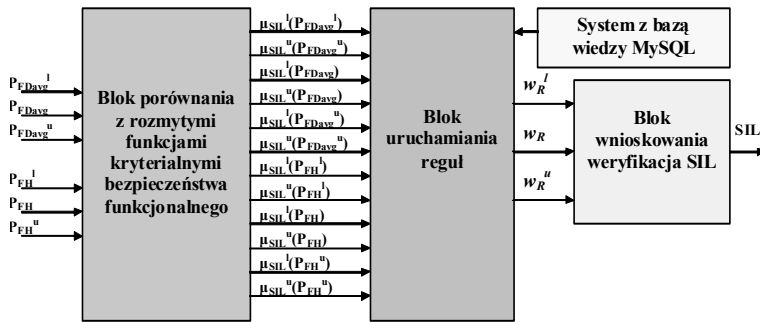 P_FDavg^l
P_FDavg
P_FDavg^u
P_FH^l
P_FH
P_FH^u
Blok porównania
z rozmytymi
funkcjami
kryterialnymi
bezpieczeństwa
funkcjonalnego
μ_SIL^l(P_FDavg^l)
μ_SIL^u(P_FDavg^u)
μ_SIL^l(P_FDavg)
μ_SIL^u(P_FDavg)
μ_SIL^l(P_FDavg^u)
μ_SIL^u(P_FDavg^u)
μ_SIL^l(P_FH^l)
μ_SIL^u(P_FH^l)
μ_SIL^l(P_FH)
μ_SIL^u(P_FH)
μ_SIL^l(P_FH^u)
μ_SIL^u(P_FH^u)
Blok
uruchamiania
reguł
System z bazą
wiedzy MySQL
w_R^l
w_R
w_R^u
Blok
wnioskowania
weryfikacja SIL
SIL